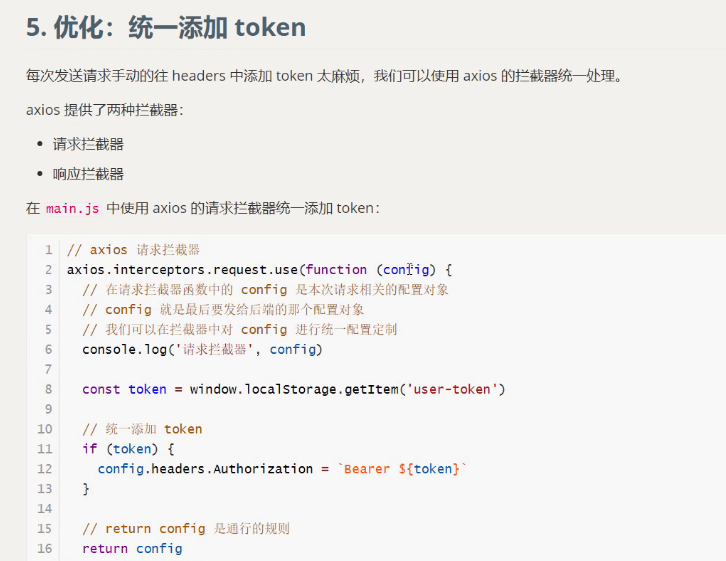 5. 优化：统一添加 token
每次发送请求手动的往 headers 中添加 token 太麻烦，我们可以使用 axios 的拦截器统一处理。
axios 提供了两种拦截器：
• 请求拦截器
• 响应拦截器
在 main.js 中使用 axios 的请求拦截器统一添加 token：
1 // axios 请求拦截器
2 axios.interceptors.request.use(function (config) {
3 // 在请求拦截器函数中的 config 是本次请求相关的配置对象
4 // config 就是最后要发给后端的那个配置对象
5 // 我们可以在拦截器中对 config 进行统一配置定制
6 console.log('请求拦截器', config)
7
8 const token = window.localStorage.getItem('user-token')
9
10 // 统一添加 token
11 if (token) {
12 config.headers.Authorization = `Bearer ${token}`
13 }
14
15 // return config 是通行的规则
16 return config